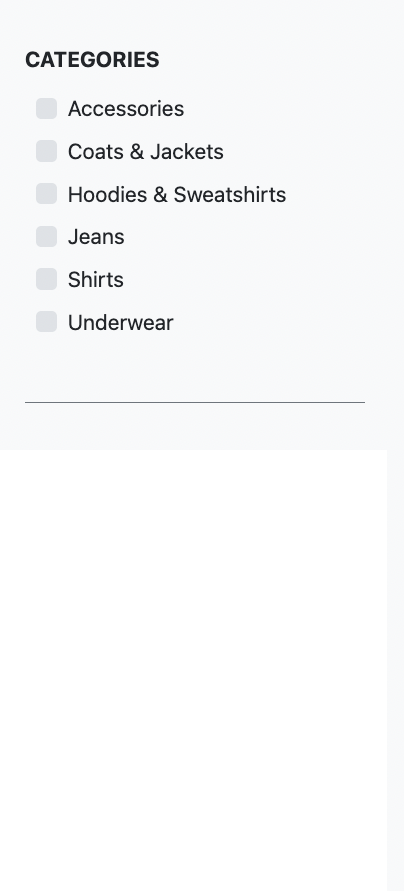 CATEGORIES
Accessories
Coats & Jackets
Hoodies & Sweatshirts
Jeans
Shirts
Underwear